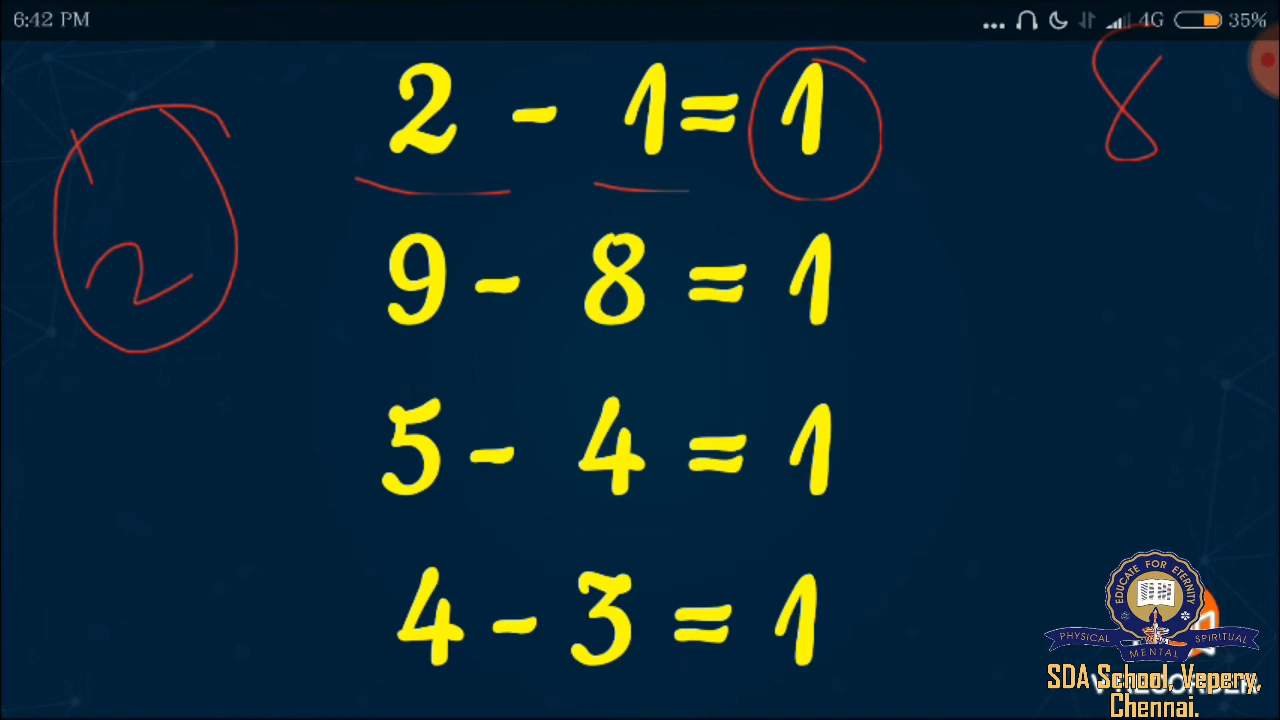 6:42 PM ... 4G 35%
2 - 1 = 1
8
1
2
9 - 8 = 1
5 - 4 = 1
4 - 3 = 1
EDUCATE FOR ETERNITY
PHYSICAL MENTAL SPIRITUAL
SDA School, Vepery,
Chennai.